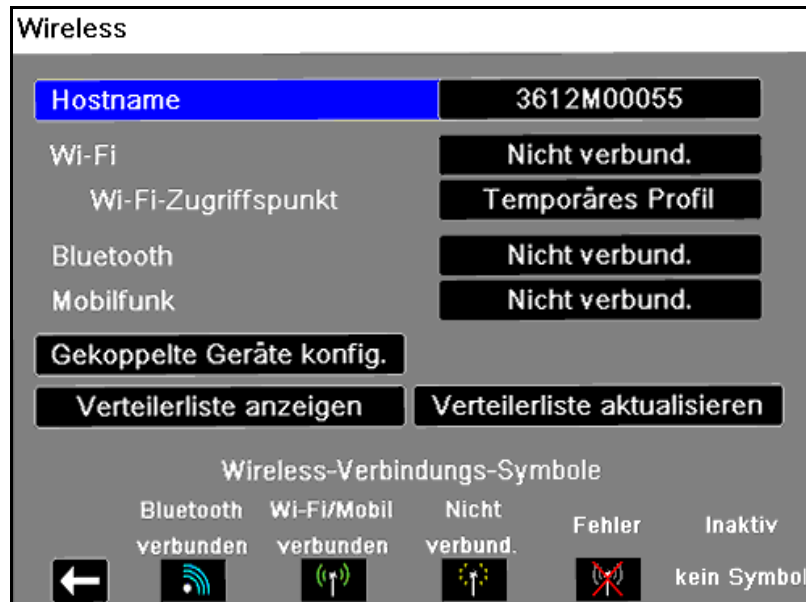 Wireless
Hostname 3612M00055
Wi-Fi Nicht verbund.
Wi-Fi-Zugriffspunkt Temporäres Profil
Bluetooth Nicht verbund.
Mobilfunk Nicht verbund.
Gekoppelte Geräte konfig.
Verteilerliste anzeigen Verteilerliste aktualisieren
Wireless-Verbindungs-Symbole
Bluetooth verbunden
Wi-Fi/Mobil verbunden
Nicht verbund.
Fehler
Inaktiv
kein Symbol